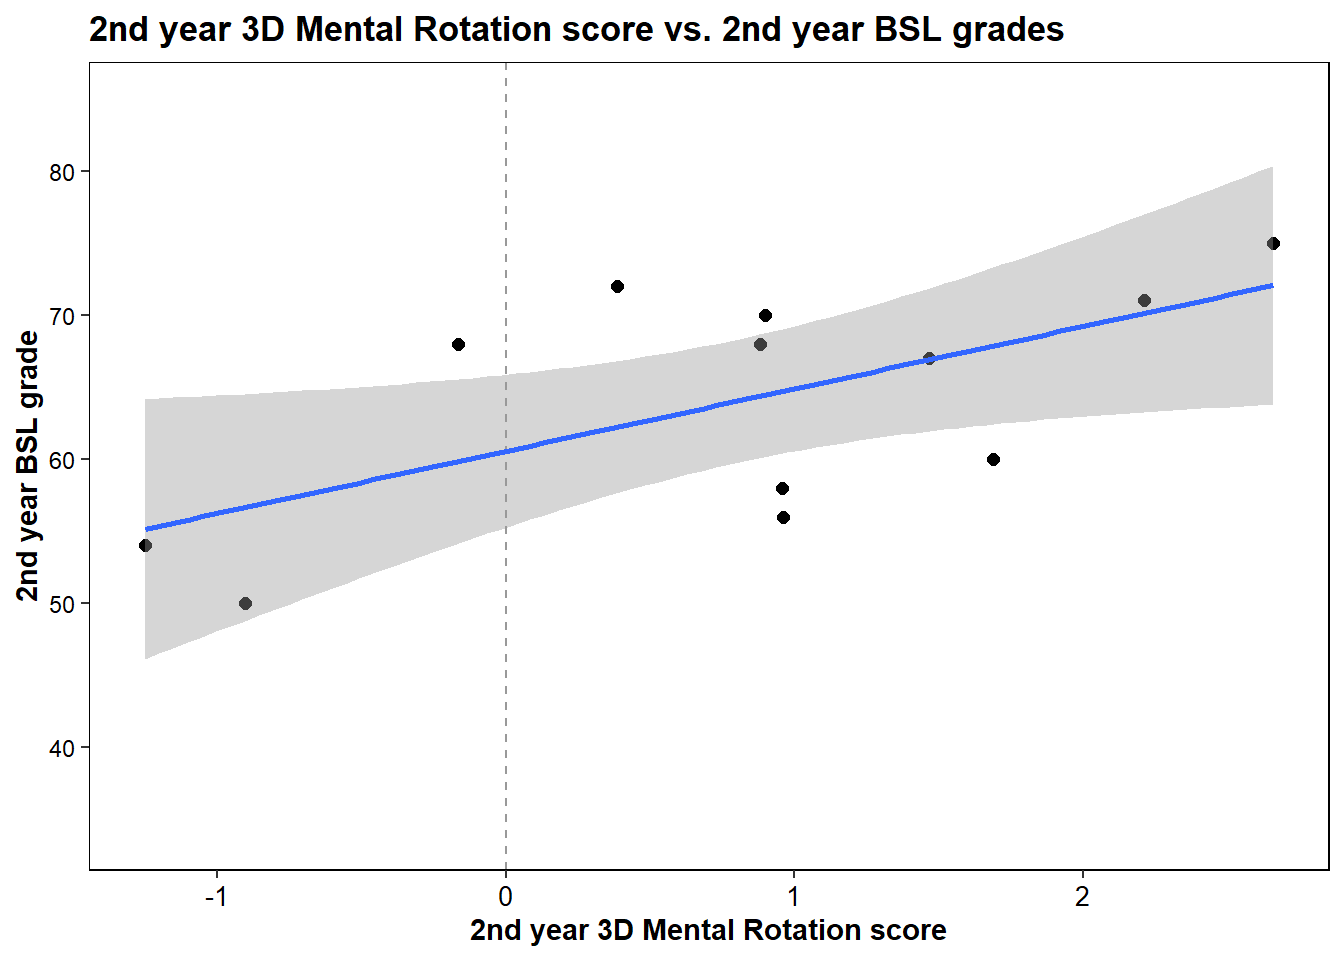 2nd year 3D Mental Rotation score vs. 2nd year BSL grades
2nd year BSL grade
80
70
60
50
40
-1 0 1 2
2nd year 3D Mental Rotation score